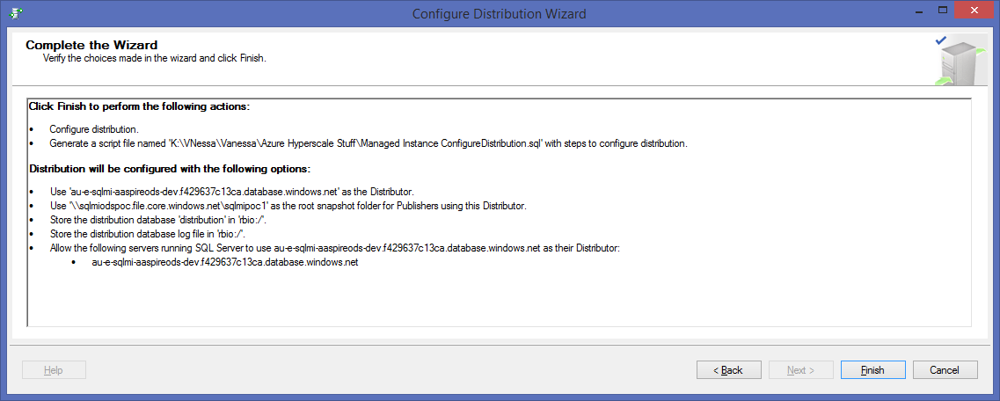 Configure Distribution Wizard
Complete the Wizard
Verify the choices made in the wizard and click Finish.
Click Finish to perform the following actions:
• Configure distribution.
• Generate a script file named 'K:\VNessa\Vanessa\Azure Hyperscale Stuff\Managed Instance ConfigureDistribution.sql' with steps to configure distribution.
Distribution will be configured with the following options:
• Use 'au-e-sqlmi-aaspireods-dev.f429637c13ca.database.windows.net' as the Distributor.
• Use '\\sqlmiodspoc.file.core.windows.net\sqlmipoc1' as the root snapshot folder for Publishers using this Distributor.
• Store the distribution database 'distribution' in 'rbio:/'.
• Store the distribution database log file in 'rbio:/'.
• Allow the following servers running SQL Server to use au-e-sqlmi-aaspireods-dev.f429637c13ca.database.windows.net as their Distributor:
• au-e-sqlmi-aaspireods-dev.f429637c13ca.database.windows.net
Help
< Back
Next >
Finish
Cancel